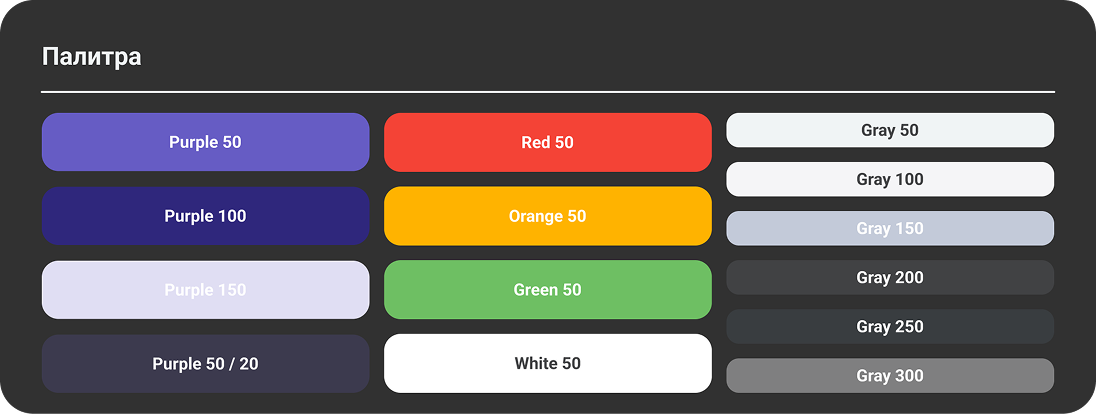 Палитра
Purple 50
Purple 100
Purple 150
Purple 50 / 20
Red 50
Orange 50
Green 50
White 50
Gray 50
Gray 100
Gray 150
Gray 200
Gray 250
Gray 300